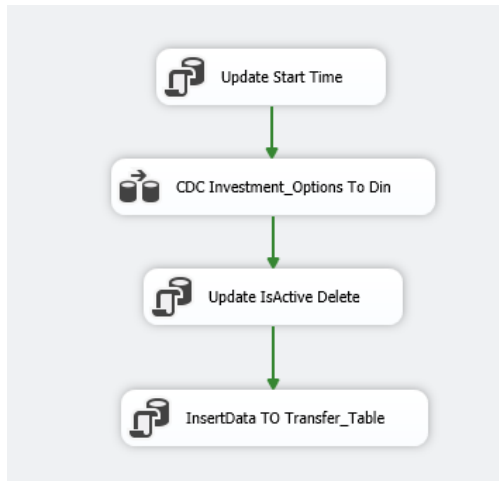 Update Start Time
CDC Investment_Options To Din
Update IsActive Delete
InsertData TO Transfer_Table